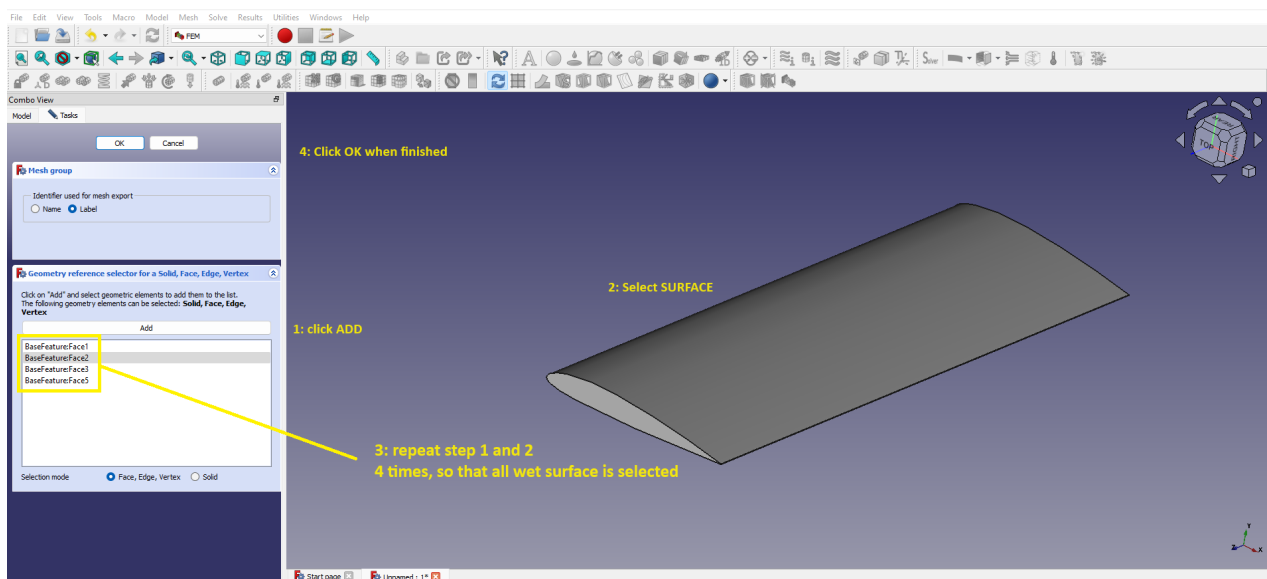 File Edit View Tools Macro Model Mesh Solve Results Utilities Windows Help
FEM
Combo View
Model Tasks
OK Cancel
Mesh group
Identifier used for mesh export
Name Label
Geometry reference selector for a Solid, Face, Edge, Vertex
Click on "Add" and select geometric elements to add them to the list.
The following geometry elements can be selected: Solid, Face, Edge,
Vertex
Add
BaseFeature:Face1
BaseFeature:Face2
BaseFeature:Face3
BaseFeature:Face5
Selection mode Face, Edge, Vertex Solid
4: Click OK when finished
2: Select SURFACE
1: click ADD
3: repeat step 1 and 2
4 times, so that all wet surface is selected
TOP
Y
Z X
Start page Unnamed : 1*